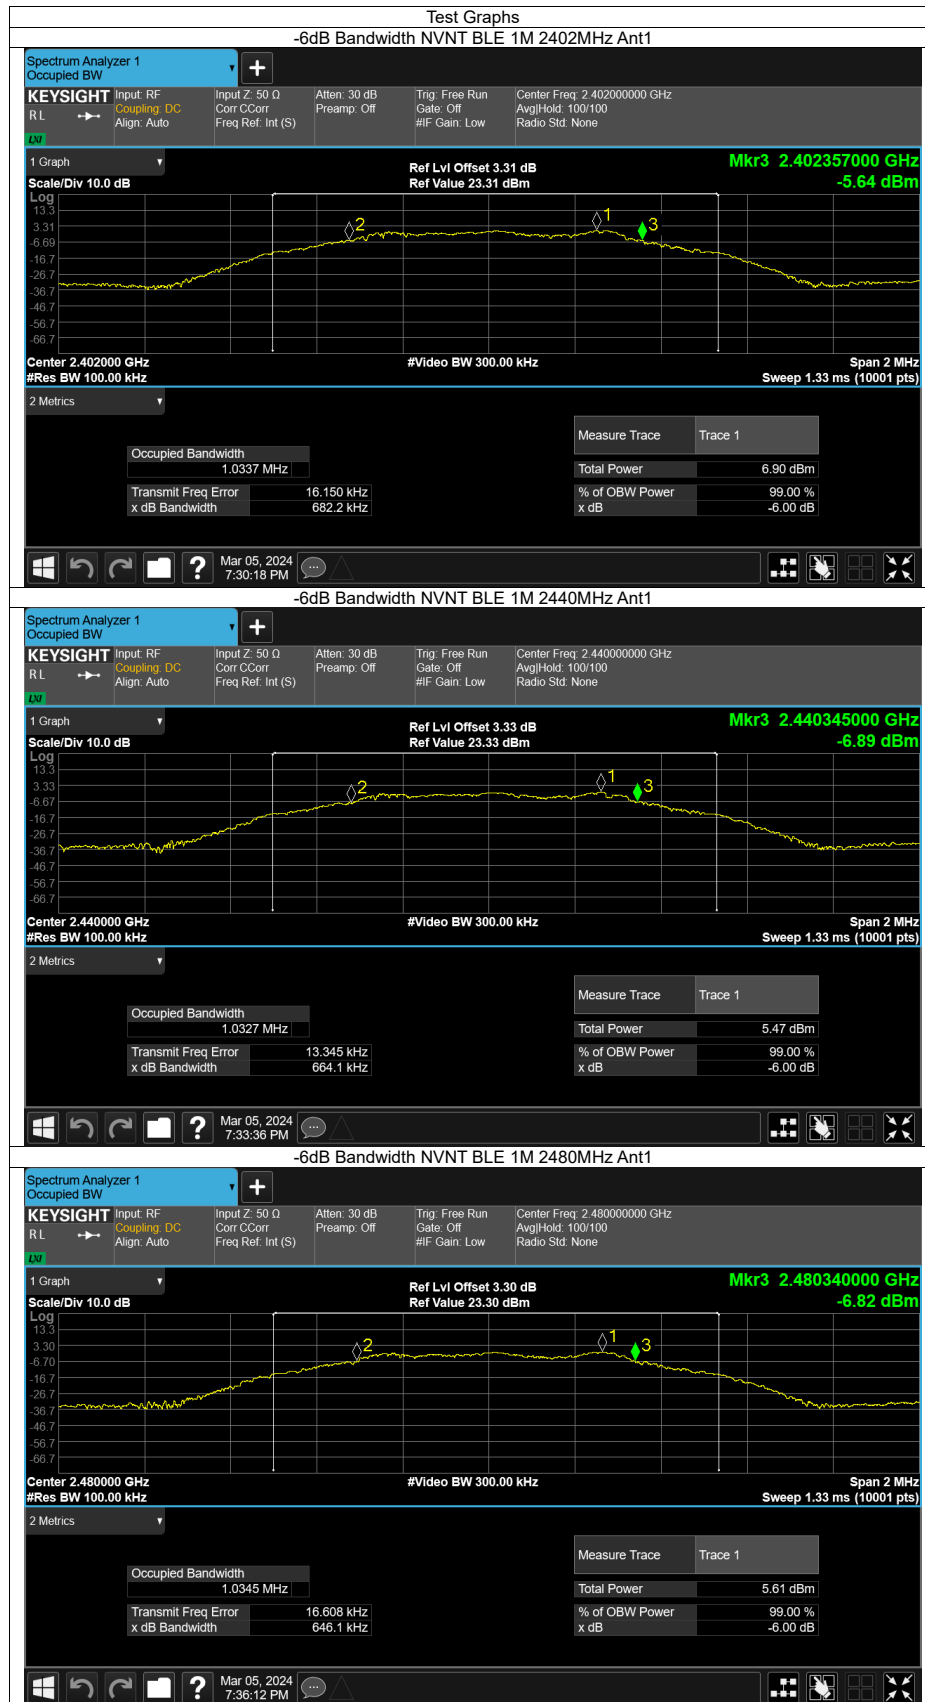 Test Graphs
-6dB Bandwidth NVNT BLE 1M 2402MHz Ant1
Spectrum Analyzer 1
Occupied BW
KEYSIGHT Input: RF Input Z: 50 Ω Atten: 30 dB Trig: Free Run Center Freq: 2.402000000 GHz
RL Coupling: DC Corr CCorr Preamp: Off Gate: Off Avg|Hold: 100/100
Align: Auto Freq Ref: Int (S) #IF Gain: Low Radio Std: None
LXI
1 Graph Ref Lvl Offset 3.31 dB Mkr3 2.402357000 GHz
Scale/Div 10.0 dB Ref Value 23.31 dBm -5.64 dBm
Log
13.3
3.31
-6.69
-16.7
-26.7
-36.7
-46.7
-56.7
-66.7
2 1 3
Center 2.402000 GHz #Video BW 300.00 kHz Span 2 MHz
#Res BW 100.00 kHz Sweep 1.33 ms (10001 pts)
2 Metrics
Measure Trace Trace 1
Occupied Bandwidth
1.0337 MHz Total Power 6.90 dBm
Transmit Freq Error 16.150 kHz % of OBW Power 99.00 %
x dB Bandwidth 682.2 kHz x dB -6.00 dB
? Mar 05, 2024
7:30:18 PM
-6dB Bandwidth NVNT BLE 1M 2440MHz Ant1
Spectrum Analyzer 1
Occupied BW
KEYSIGHT Input: RF Input Z: 50 Ω Atten: 30 dB Trig: Free Run Center Freq: 2.440000000 GHz
RL Coupling: DC Corr CCorr Preamp: Off Gate: Off Avg|Hold: 100/100
Align: Auto Freq Ref: Int (S) #IF Gain: Low Radio Std: None
LXI
1 Graph Ref Lvl Offset 3.33 dB Mkr3 2.440345000 GHz
Scale/Div 10.0 dB Ref Value 23.33 dBm -6.89 dBm
Log
13.3
3.33
-6.67
-16.7
-26.7
-36.7
-46.7
-56.7
-66.7
2 1 3
Center 2.440000 GHz #Video BW 300.00 kHz Span 2 MHz
#Res BW 100.00 kHz Sweep 1.33 ms (10001 pts)
2 Metrics
Measure Trace Trace 1
Occupied Bandwidth
1.0327 MHz Total Power 5.47 dBm
Transmit Freq Error 13.345 kHz % of OBW Power 99.00 %
x dB Bandwidth 664.1 kHz x dB -6.00 dB
? Mar 05, 2024
7:33:36 PM
-6dB Bandwidth NVNT BLE 1M 2480MHz Ant1
Spectrum Analyzer 1
Occupied BW
KEYSIGHT Input: RF Input Z: 50 Ω Atten: 30 dB Trig: Free Run Center Freq: 2.480000000 GHz
RL Coupling: DC Corr CCorr Preamp: Off Gate: Off Avg|Hold: 100/100
Align: Auto Freq Ref: Int (S) #IF Gain: Low Radio Std: None
LXI
1 Graph Ref Lvl Offset 3.30 dB Mkr3 2.480340000 GHz
Scale/Div 10.0 dB Ref Value 23.30 dBm -6.82 dBm
Log
13.3
3.30
-6.70
-16.7
-26.7
-36.7
-46.7
-56.7
-66.7
2 1 3
Center 2.480000 GHz #Video BW 300.00 kHz Span 2 MHz
#Res BW 100.00 kHz Sweep 1.33 ms (10001 pts)
2 Metrics
Measure Trace Trace 1
Occupied Bandwidth
1.0345 MHz Total Power 5.61 dBm
Transmit Freq Error 16.608 kHz % of OBW Power 99.00 %
x dB Bandwidth 646.1 kHz x dB -6.00 dB
? Mar 05, 2024
7:36:12 PM